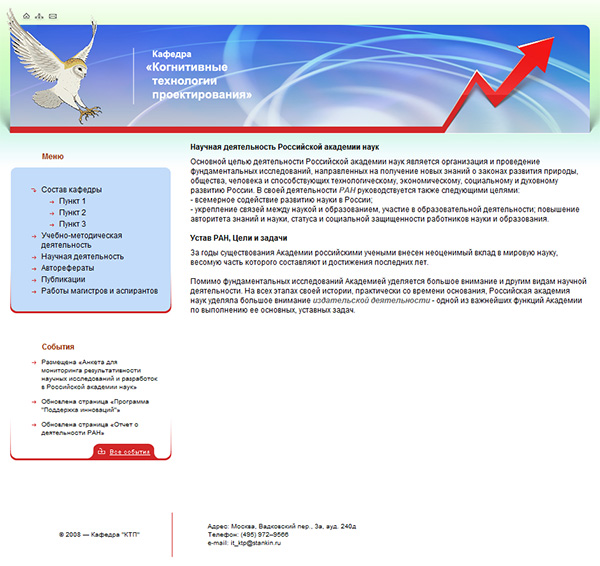 Кафедра
«Когнитивные
технологии
проектирования»
Меню
Состав кафедры
Пункт 1
Пункт 2
Пункт 3
Учебно-методическая
деятельность
Научная деятельность
Авторефераты
Публикации
Работы магистров и аспирантов
События
Размещена «Анкета для
мониторинга результативности
научных исследований и разработок
в Российской академии наук»
Обновлена страница «Программа
"Поддержка инноваций"»
Обновлена страница «Отчет о
деятельности РАН»
Все события
Научная деятельность Российской академии наук
Основной целью деятельности Российской академии наук является организация и проведение
фундаментальных исследований, направленных на получение новых знаний о законах развития природы,
общества, человека и способствующих технологическому, экономическому, социальному и духовному
развитию России. В своей деятельности РАН руководствуется также следующими целями:
- всемерное содействие развитию науки в России;
- укрепление связей между наукой и образованием, участие в образовательной деятельности; повышение
авторитета знаний и науки, статуса и социальной защищенности работников науки и образования.
Устав РАН, Цели и задачи
За годы существования Академии российскими учеными внесен неоценимый вклад в мировую науку,
весомую часть которого составляют и достижения последних лет.
Помимо фундаментальных исследований Академией уделяется большое внимание и другим видам научной
деятельности. На всех этапах своей истории, практически со времени основания, Российская академия
наук уделяла большое внимание издательской деятельности - одной из важнейших функций Академии
по выполнению ее основных, уставных задач.
© 2008 — Кафедра "КТП"
Адрес: Москва, Вадковский пер., 3а, ауд. 240д
Телефон: (495) 972–9566
e-mail: it_ktp@stankin.ru